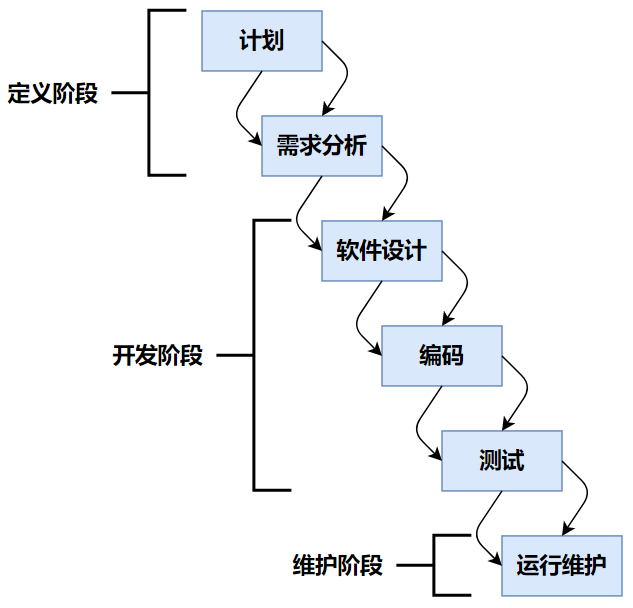 计划
定义阶段
需求分析
软件设计
开发阶段
编码
测试
维护阶段
运行维护